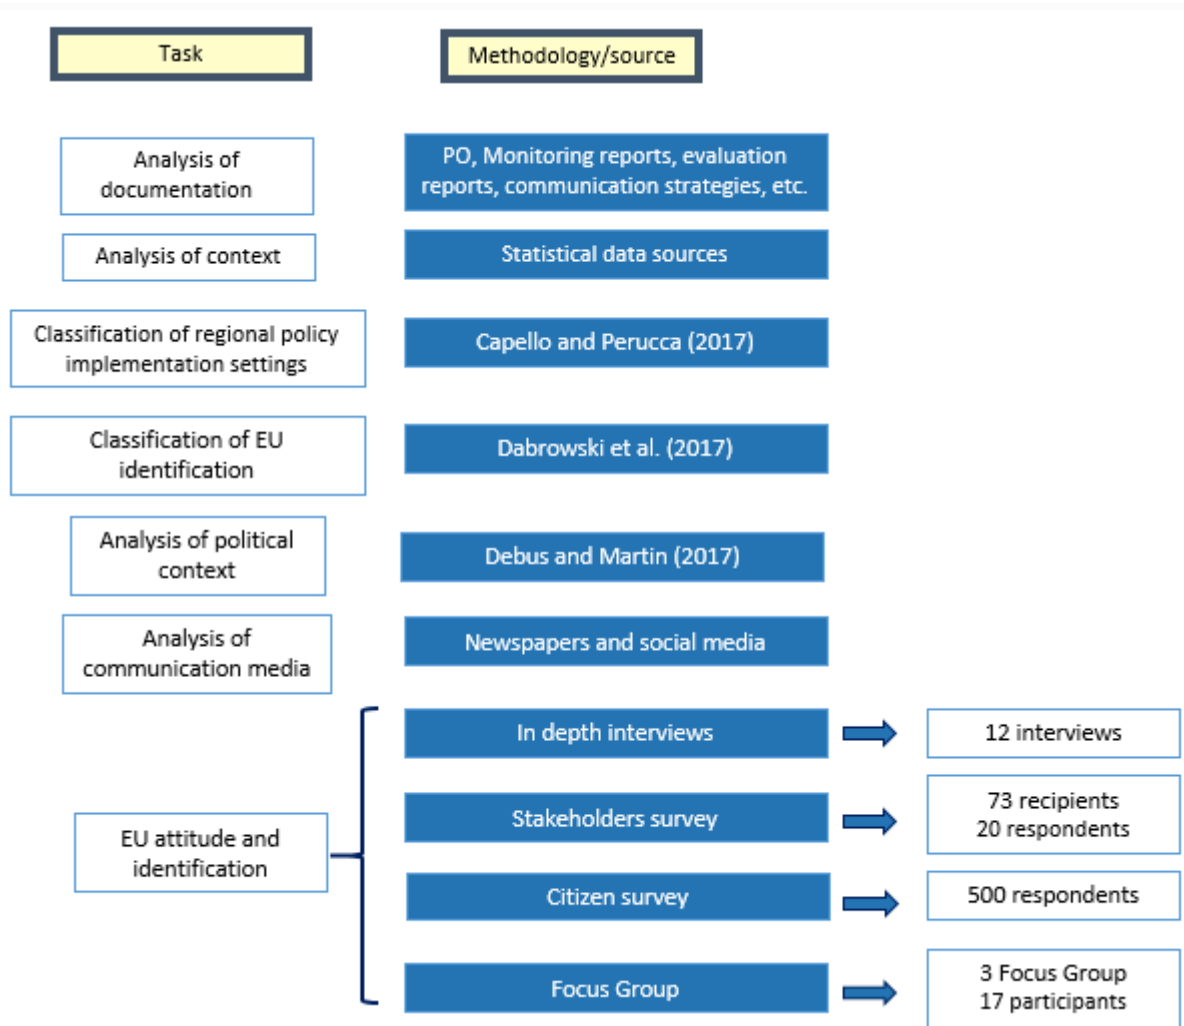 Task
Methodology/source
Analysis of
documentation
PO, Monitoring reports, evaluation
reports, communication strategies, etc.
Analysis of context
Statistical data sources
Classification of regional policy
implementation settings
Capello and Perucca (2017)
Classification of EU
identification
Dabrowski et al. (2017)
Analysis of political
context
Debus and Martin (2017)
Analysis of
communication media
Newspapers and social media
EU attitude and
identification
In depth interviews
12 interviews
Stakeholders survey
73 recipients
20 respondents
Citizen survey
500 respondents
Focus Group
3 Focus Group
17 participants